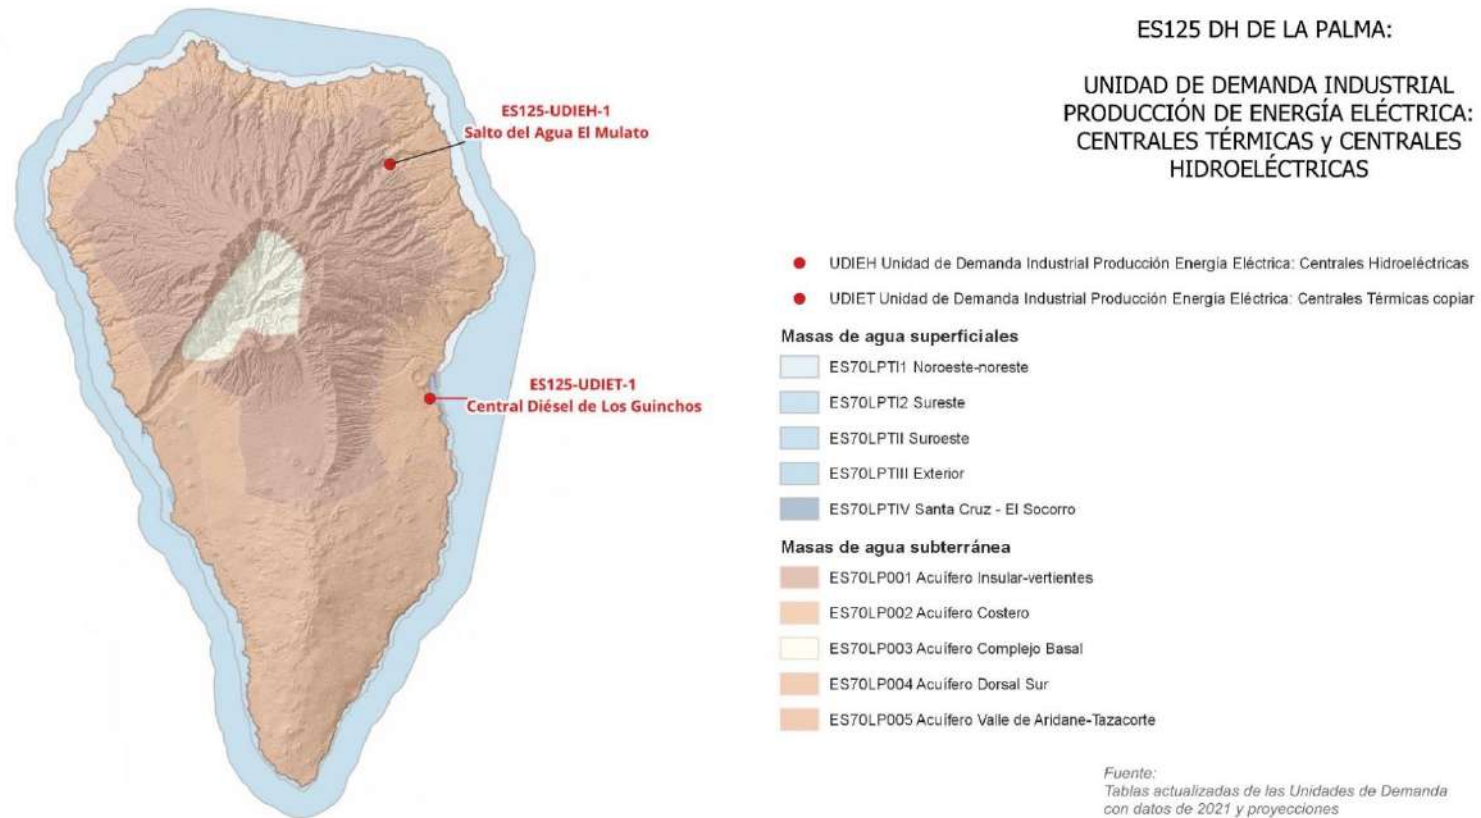 ES125 DH DE LA PALMA:
UNIDAD DE DEMANDA INDUSTRIAL
PRODUCCIÓN DE ENERGÍA ELÉCTRICA:
CENTRALES TÉRMICAS y CENTRALES
HIDROELÉCTRICAS
ES125-UDIEH-1
Salto del Agua El Mulato
ES125-UDIET-1
Central Diésel de Los Guinchos
UDIEH Unidad de Demanda Industrial Producción Energía Eléctrica: Centrales Hidroeléctricas
UDIET Unidad de Demanda Industrial Producción Energía Eléctrica: Centrales Térmicas copiar
Masas de agua superficiales
ES70LPTI1 Noroeste-noreste
ES70LPTI2 Sureste
ES70LPTII Suroeste
ES70LPTIII Exterior
ES70LPTIV Santa Cruz - El Socorro
Masas de agua subterránea
ES70LP001 Acuífero Insular-vertientes
ES70LP002 Acuífero Costero
ES70LP003 Acuífero Complejo Basal
ES70LP004 Acuífero Dorsal Sur
ES70LP005 Acuífero Valle de Aridane-Tazacorte
Fuente:
Tablas actualizadas de las Unidades de Demanda
con datos de 2021 y proyecciones